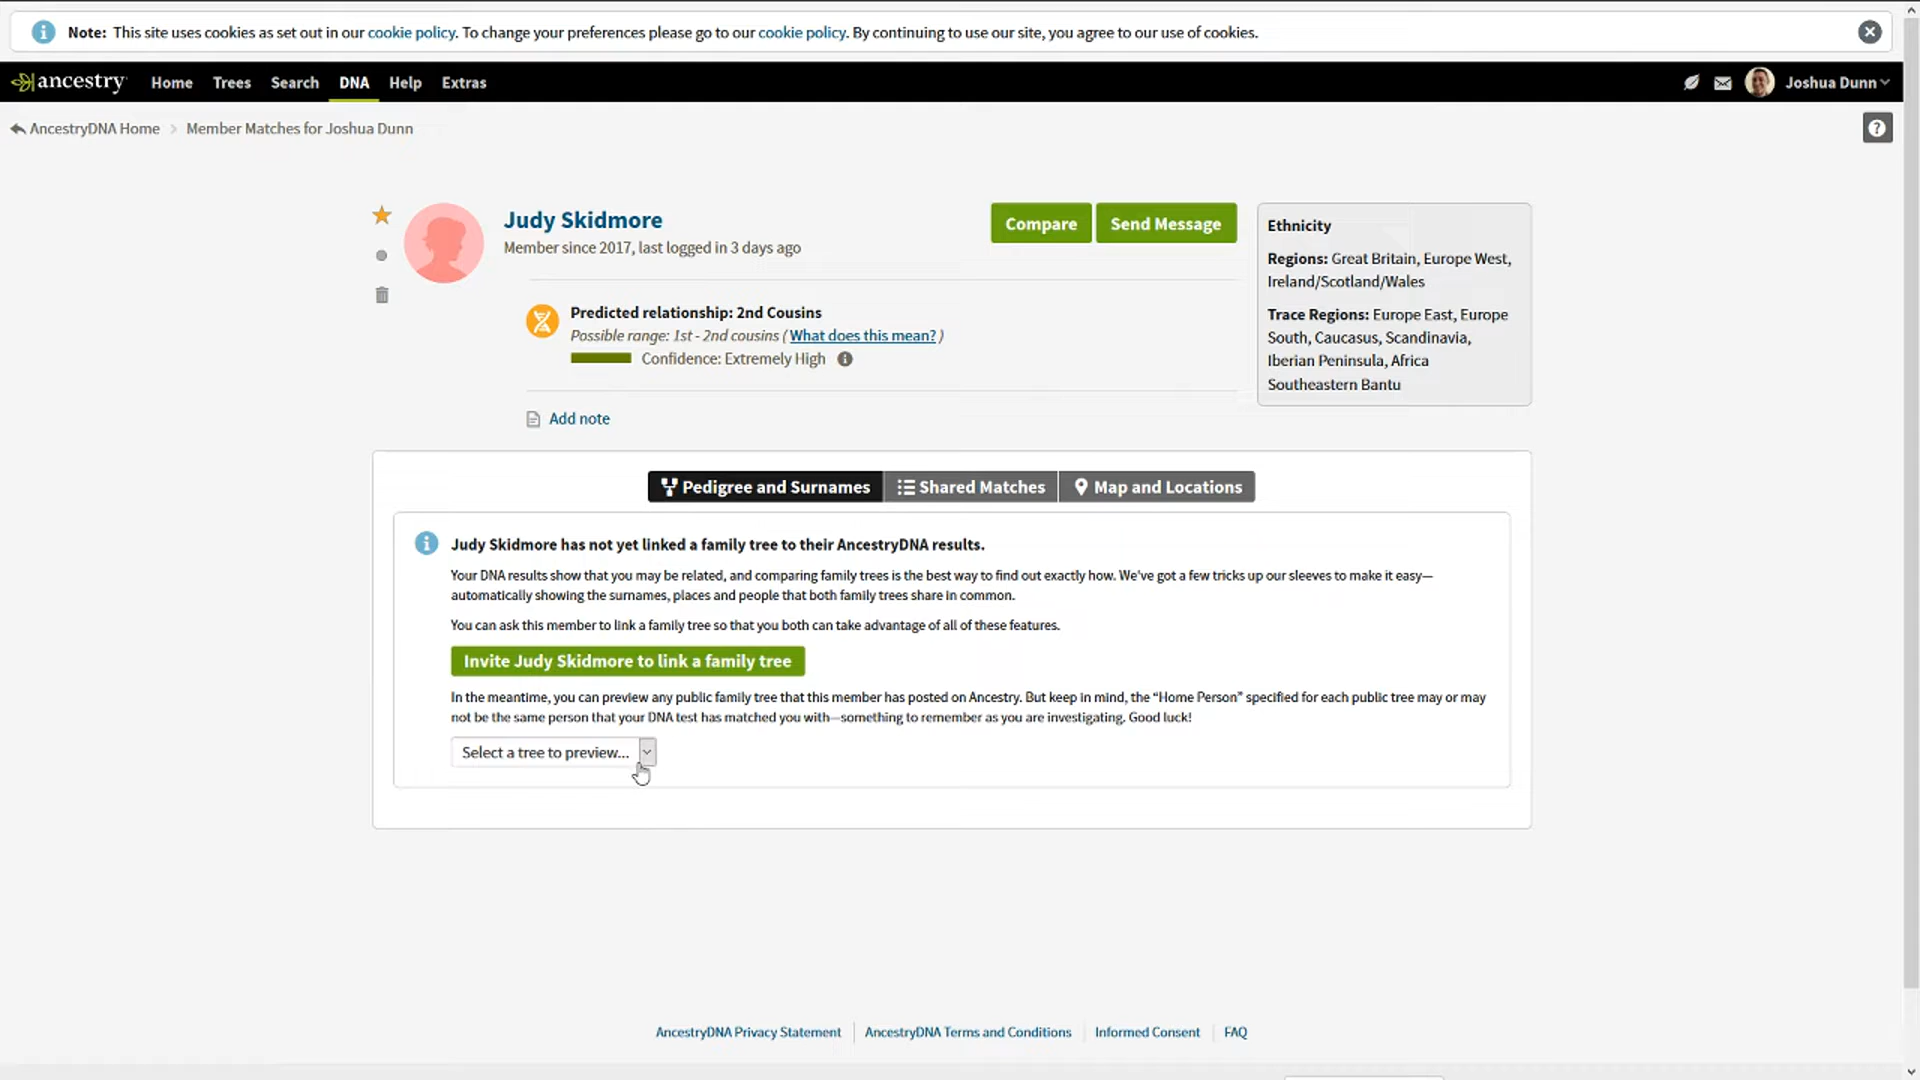 Note: This site uses cookies as set out in our cookie policy. To change your preferences please go to our cookie policy. By continuing to use our site, you agree to our use of cookies.
ancestry Home Trees Search DNA Help Extras Joshua Dunn
AncestryDNA Home > Member Matches for Joshua Dunn
Judy Skidmore
Member since 2017, last logged in 3 days ago
Compare
Send Message
Predicted relationship: 2nd Cousins
Possible range: 1st - 2nd cousins ( What does this mean? )
Confidence: Extremely High
Add note
Ethnicity
Regions: Great Britain, Europe West,
Ireland/Scotland/Wales
Trace Regions: Europe East, Europe
South, Caucasus, Scandinavia,
Iberian Peninsula, Africa
Southeastern Bantu
Pedigree and Surnames
Shared Matches
Map and Locations
Judy Skidmore has not yet linked a family tree to their AncestryDNA results.
Your DNA results show that you may be related, and comparing family trees is the best way to find out exactly how. We've got a few tricks up our sleeves to make it easy—
automatically showing the surnames, places and people that both family trees share in common.
You can ask this member to link a family tree so that you both can take advantage of all of these features.
Invite Judy Skidmore to link a family tree
In the meantime, you can preview any public family tree that this member has posted on Ancestry. But keep in mind, the “Home Person” specified for each public tree may or may
not be the same person that your DNA test has matched you with—something to remember as you are investigating. Good luck!
Select a tree to preview...
AncestryDNA Privacy Statement
AncestryDNA Terms and Conditions
Informed Consent
FAQ